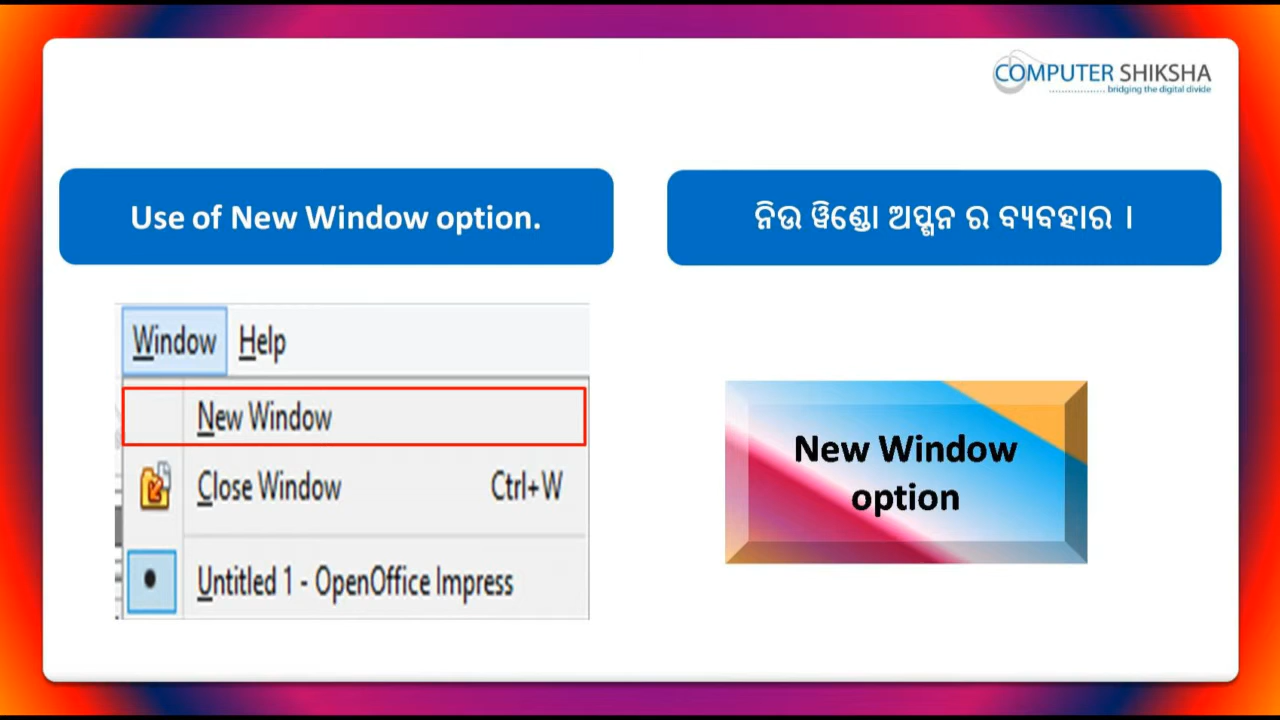 COMPUTER SHIKSHA
bridging the digital divide
Use of New Window option.
ନିଉ ୱିଣ୍ଡୋ ଅପ୍ଶନ ର ବ୍ୟବହାର ।
Window Help
New Window
Close Window Ctrl+W
Untitled 1 - OpenOffice Impress
New Window
option